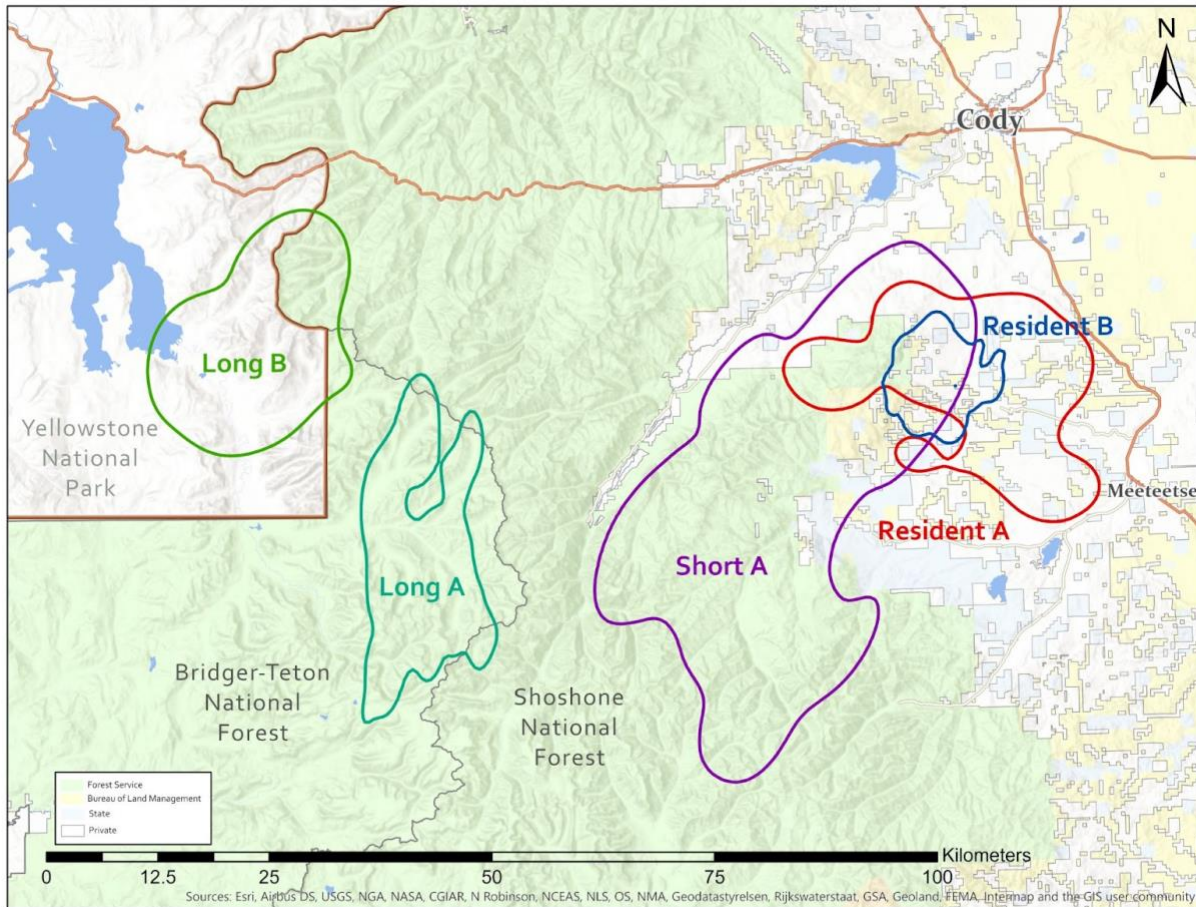 N
Cody
Resident B
Long B
Yellowstone
National
Park
Meeteetse
Resident A
Short A
Long A
Bridger-Teton
National
Forest
Shoshone
National
Forest
Forest Service
Bureau of Land Management
State
Private
Kilometers
0 12.5 25 50 75 100
Sources: Esri, Airbus DS, USGS, NGA, NASA, CGIAR, N Robinson, NCEAS, NLS, OS, NMA, Geodatastyrelsen, Rijkswaterstaat, GSA, Geoland, FEMA, Intermap and the GIS user community